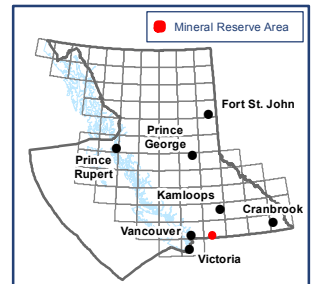 Mineral Reserve Area
Fort St. John
Prince
George
Prince
Rupert
Kamloops
Cranbrook
Vancouver
Victoria